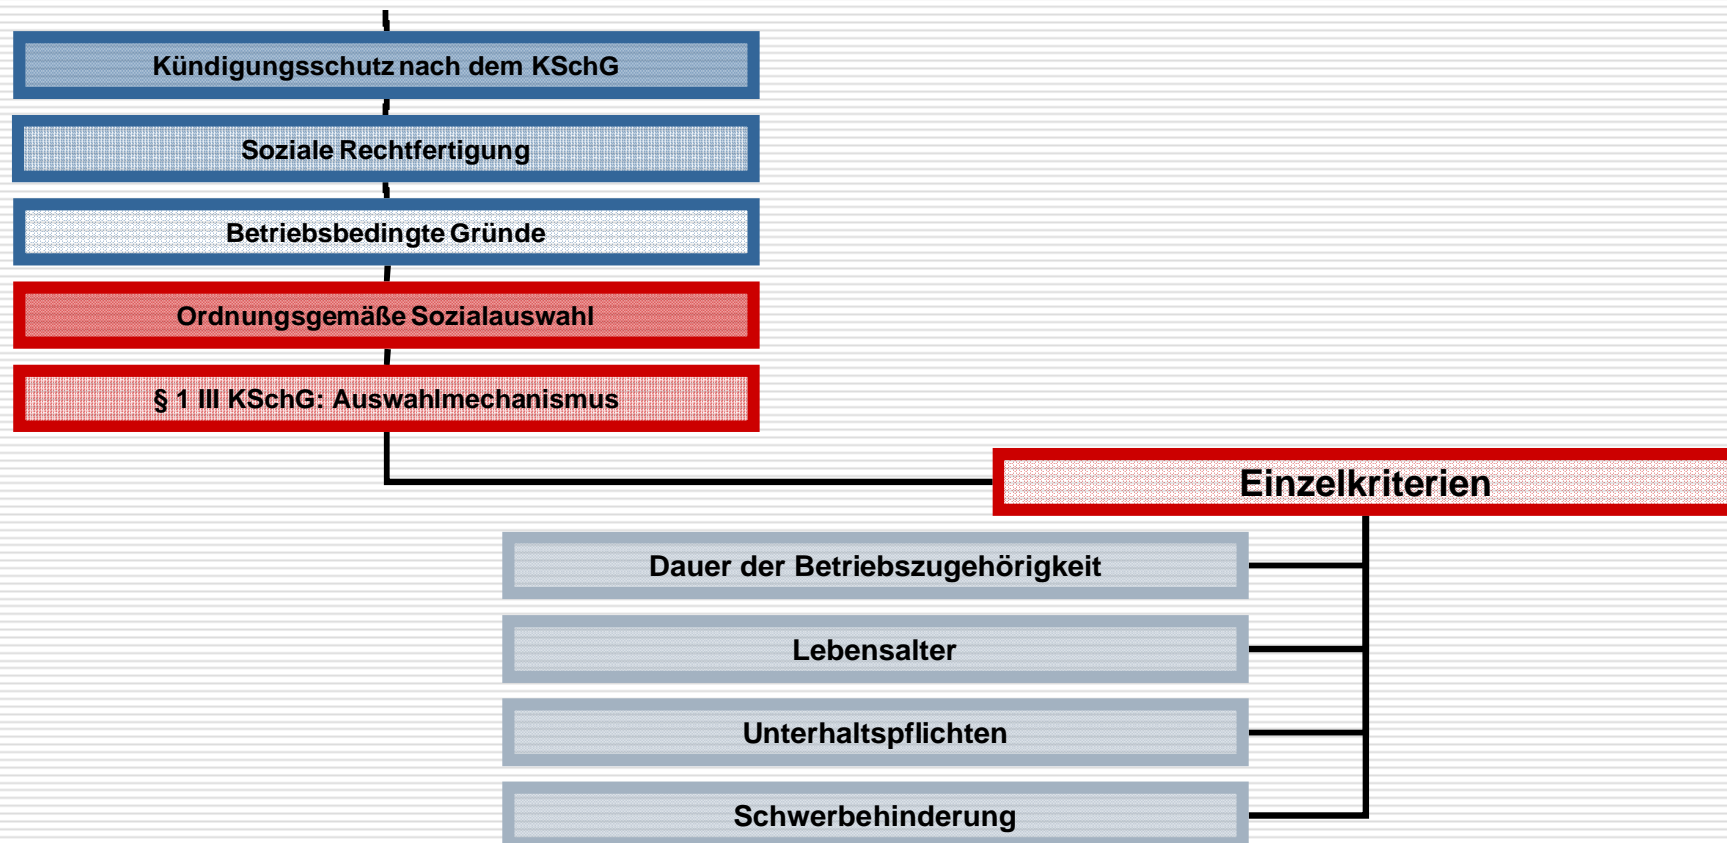 Kündigungsschutz nach dem KSchG
Soziale Rechtfertigung
Betriebsbedingte Gründe
Ordnungsgemäße Sozialauswahl
§ 1 III KSchG: Auswahlmechanismus
Einzelkriterien
Dauer der Betriebszugehörigkeit
Lebensalter
Unterhaltspflichten
Schwerbehinderung